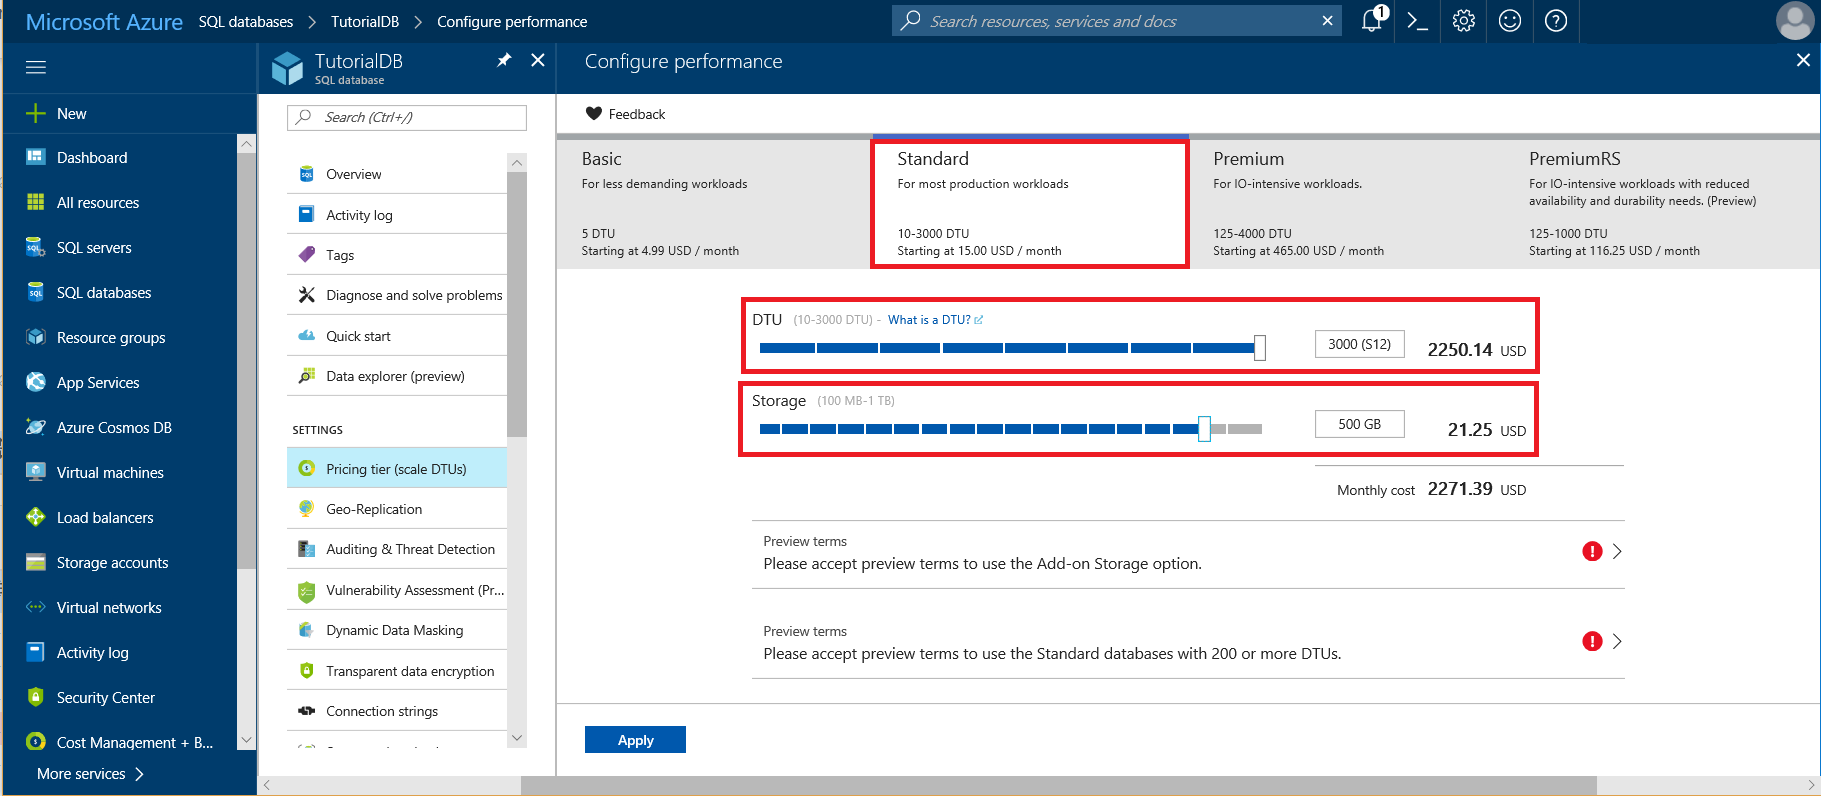 Microsoft Azure SQL databases > TutorialDB > Configure performance
Search resources, services and docs
1
TutorialDB
SQL database
Configure performance
New
Dashboard
All resources
SQL servers
SQL databases
Resource groups
App Services
Azure Cosmos DB
Virtual machines
Load balancers
Storage accounts
Virtual networks
Activity log
Security Center
Cost Management + B...
More services >
Search (Ctrl+/)
Overview
Activity log
Tags
Diagnose and solve problems
Quick start
Data explorer (preview)
SETTINGS
Pricing tier (scale DTUs)
Geo-Replication
Auditing & Threat Detection
Vulnerability Assessment (Pr...
Dynamic Data Masking
Transparent data encryption
Connection strings
Feedback
Basic
For less demanding workloads
5 DTU
Starting at 4.99 USD / month
Standard
For most production workloads
10-3000 DTU
Starting at 15.00 USD / month
Premium
For IO-intensive workloads.
125-4000 DTU
Starting at 465.00 USD / month
PremiumRS
For IO-intensive workloads with reduced
availability and durability needs. (Preview)
125-1000 DTU
Starting at 116.25 USD / month
DTU (10-3000 DTU) - What is a DTU?
3000 (S12) 2250.14 USD
Storage (100 MB-1 TB)
500 GB 21.25 USD
Monthly cost 2271.39 USD
Preview terms
Please accept preview terms to use the Add-on Storage option.
Preview terms
Please accept preview terms to use the Standard databases with 200 or more DTUs.
Apply